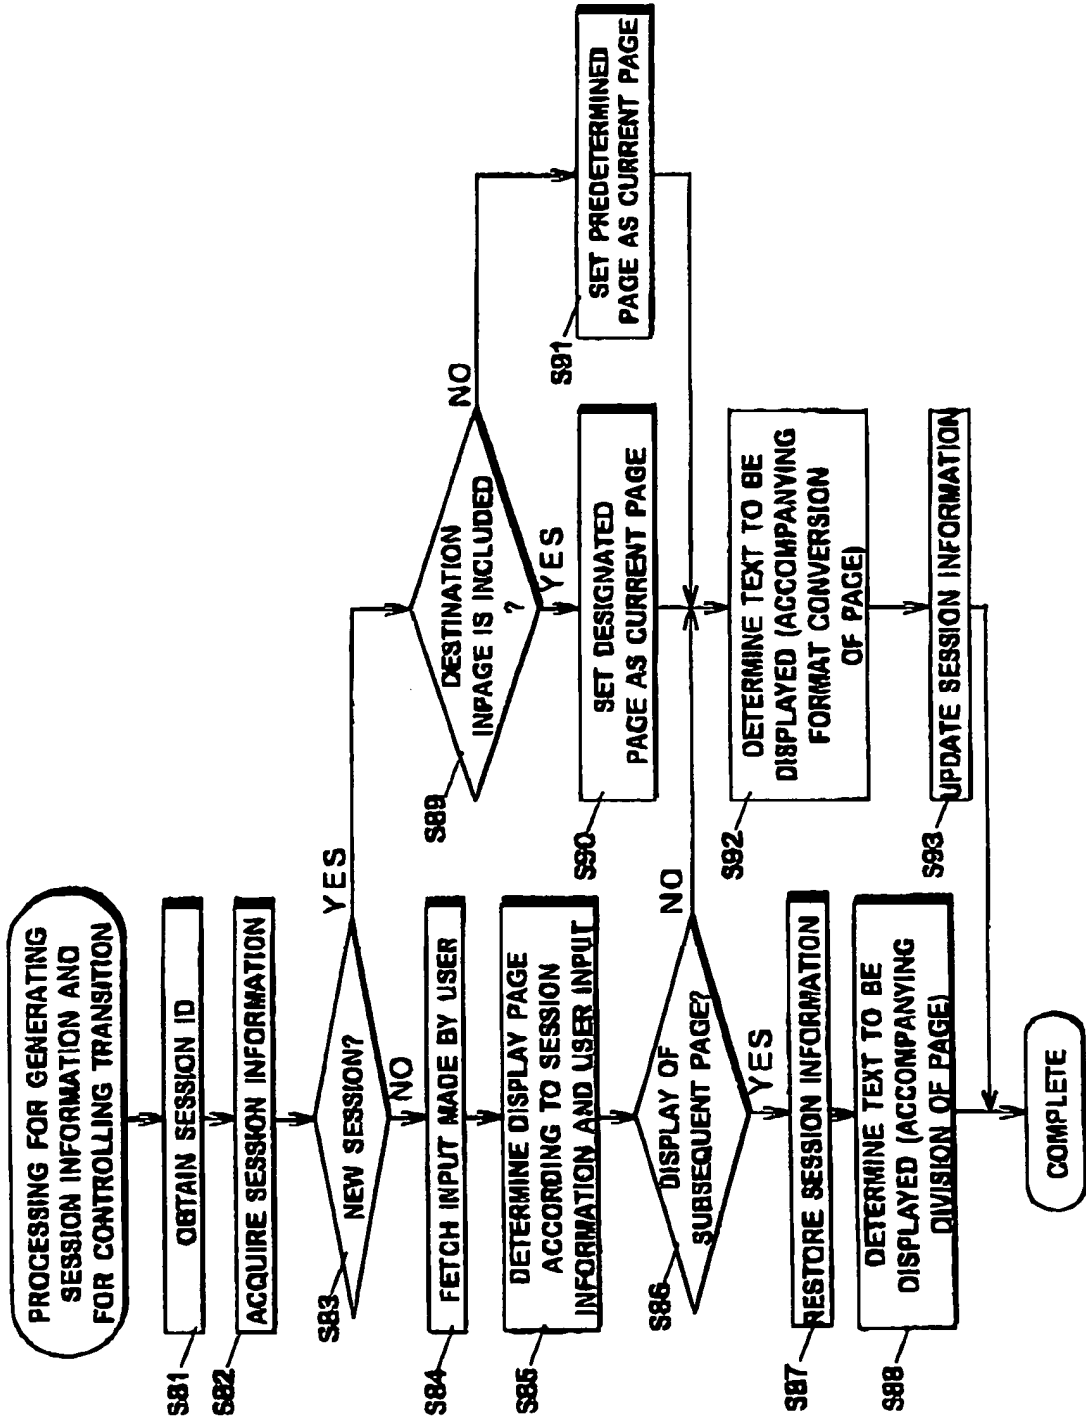 PROCESSING FOR GENERATING
SESSION INFORMATION AND
FOR CONTROLLING TRANSITION
S81
OBTAIN SESSION ID
S82
ACQUIRE SESSION INFORMATION
S83
NEW SESSION?
YES
NO
S84
FETCH INPUT MADE BY USER
S85
DETERMINE DISPLAY PAGE
ACCORDING TO SESSION
INFORMATION AND USER INPUT
S86
DISPLAY OF
SUBSEQUENT PAGE?
NO
YES
S87
RESTORE SESSION INFORMATION
S88
DETERMINE TEXT TO BE
DISPLAYED (ACCOMPANYING
DIVISION OF PAGE)
COMPLETE
S89
DESTINATION
INPAGE IS INCLUDED
?
NO
YES
S90
SET DESIGNATED
PAGE AS CURRENT PAGE
S91
SET PREDETERMINED
PAGE AS CURRENT PAGE
S92
DETERMINE TEXT TO BE
DISPLAYED (ACCOMPANYING
FORMAT CONVERSION
OF PAGE)
S93
UPDATE SESSION INFORMATION